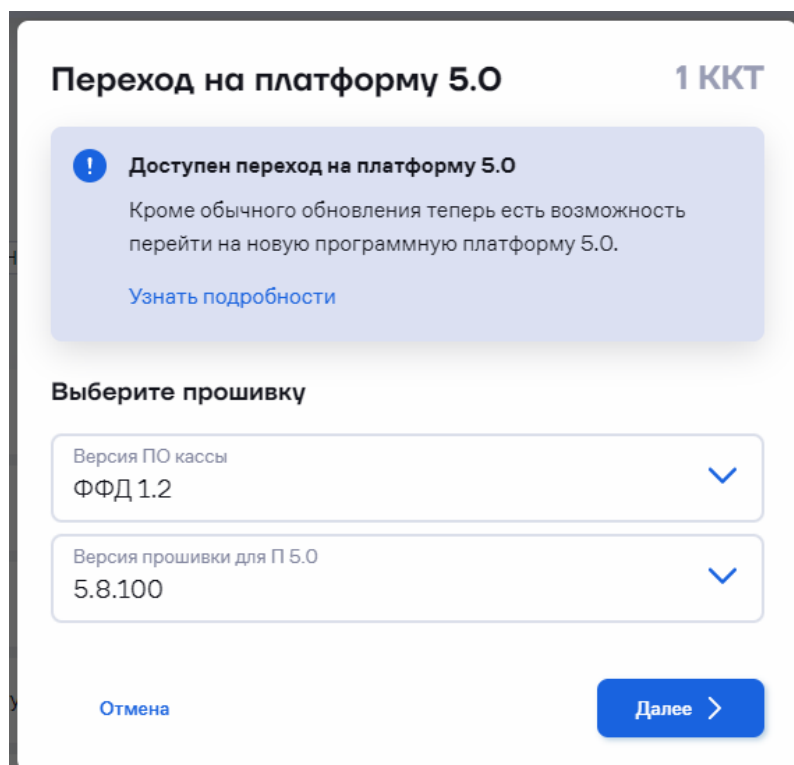 Переход на платформу 5.0
1 ККТ
Доступен переход на платформу 5.0
Кроме обычного обновления теперь есть возможность
перейти на новую программную платформу 5.0.
Узнать подробности
Выберите прошивку
Версия ПО кассы
ФФД 1.2
Версия прошивки для П 5.0
5.8.100
Отмена
Далее